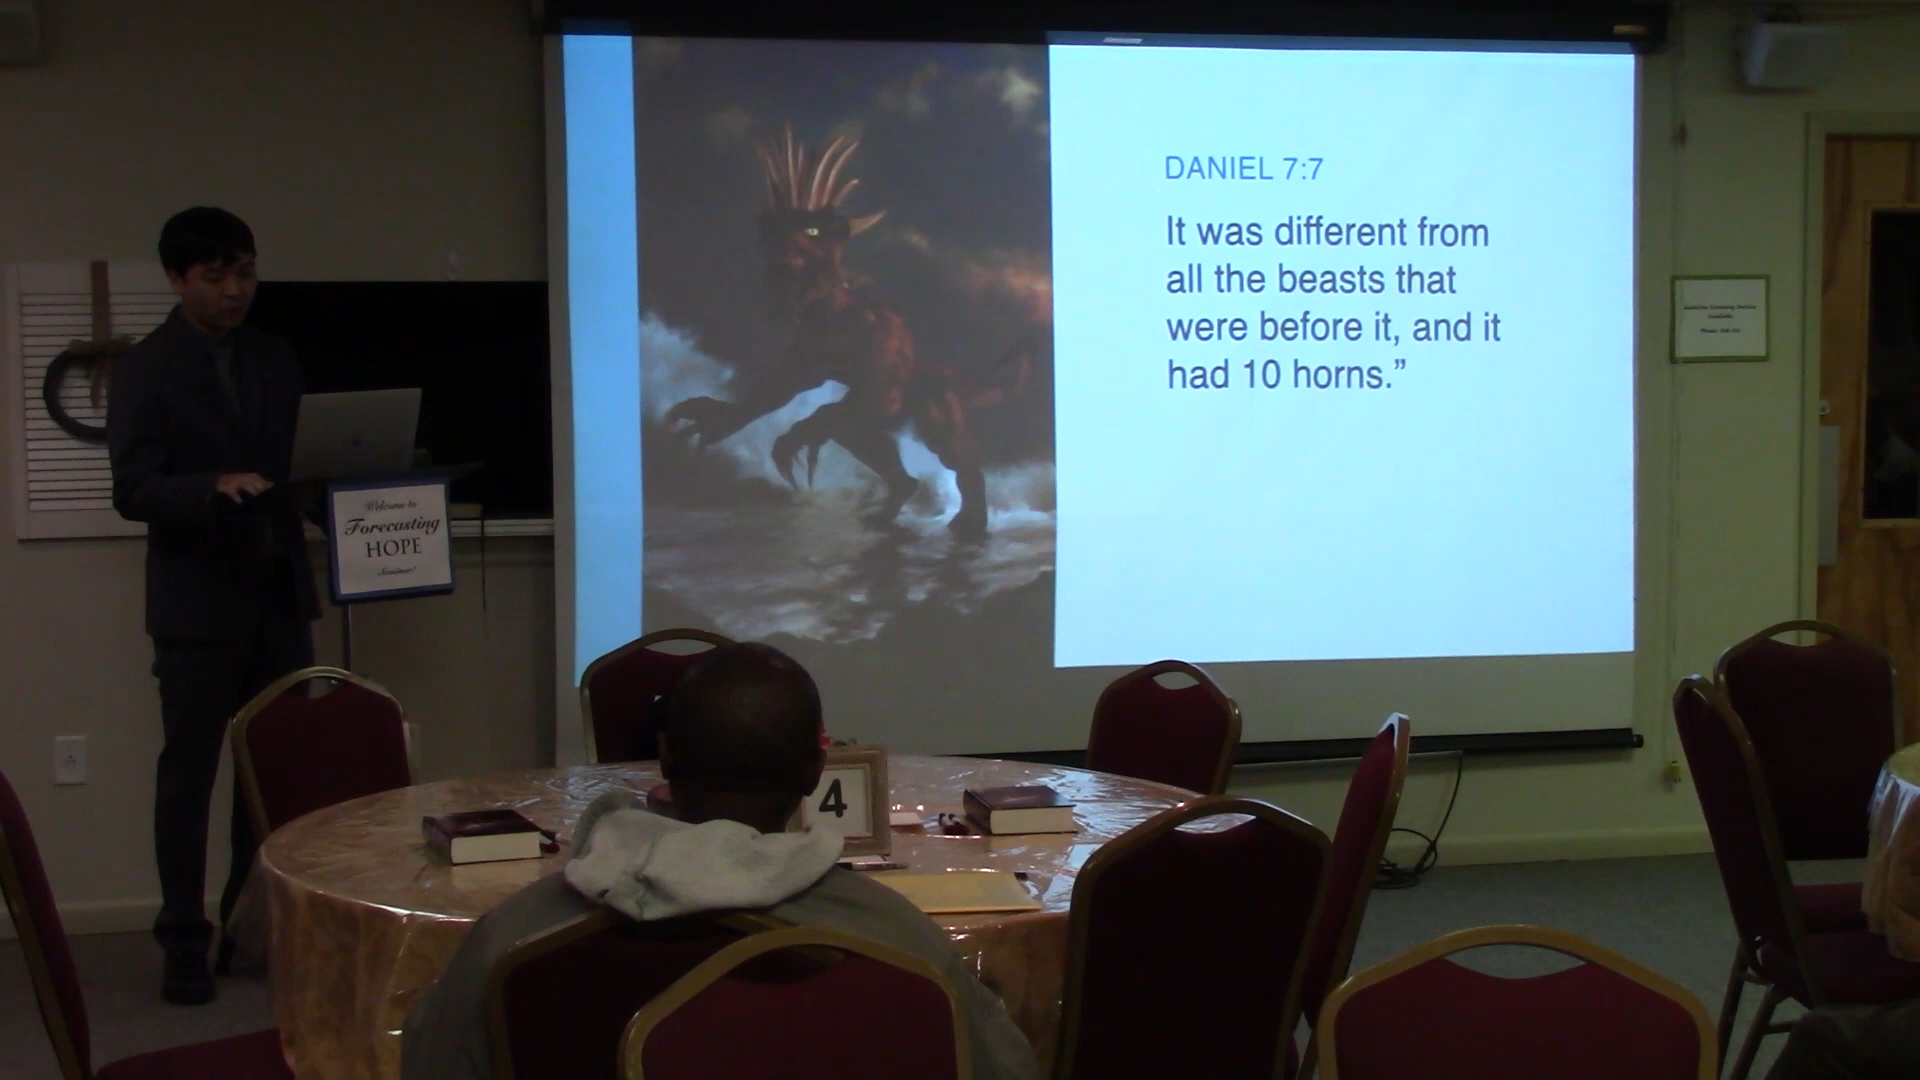 DANIEL 7:7
It was different from
all the beasts that
were before it, and it
had 10 horns.”
Welcome to
Forecasting
HOPE
Seminar!
4